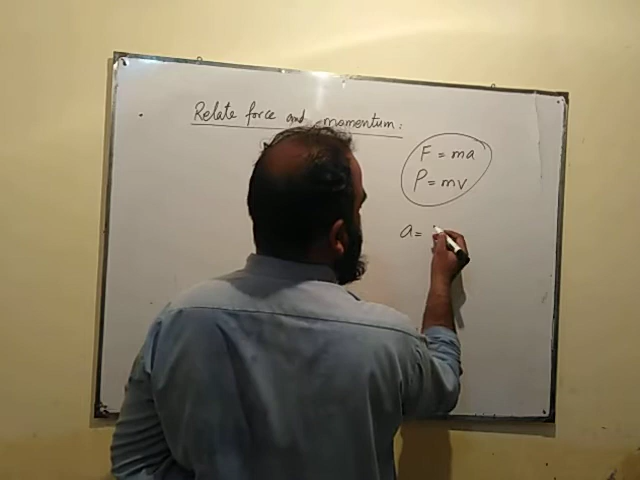 Relate force and momentum:
F = ma
P = mv
a =